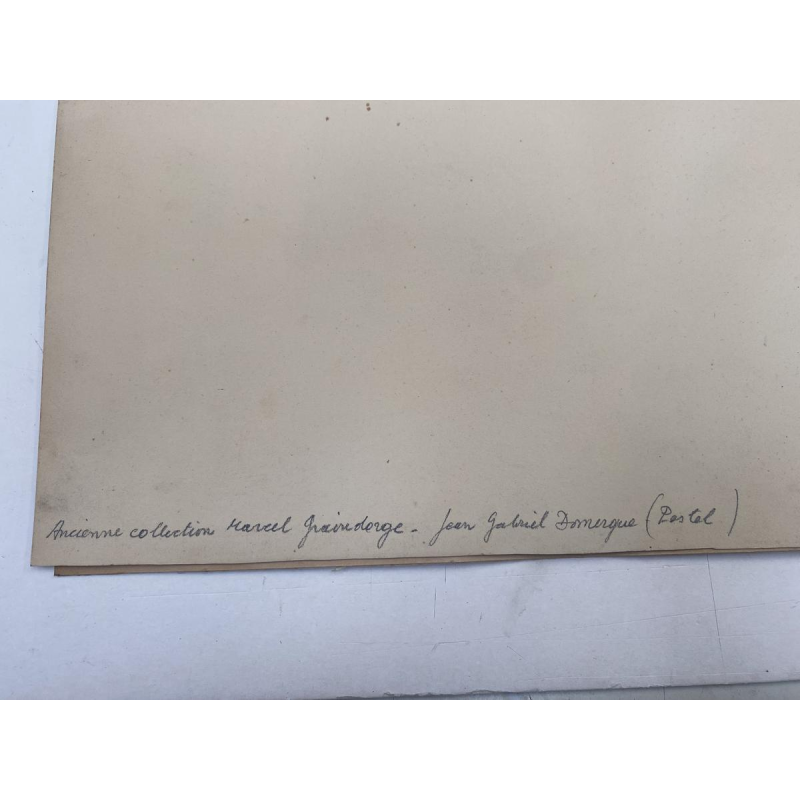 Ancienne collection Marcel Graindorge - Jean Gabriel Domergue (Pastel)